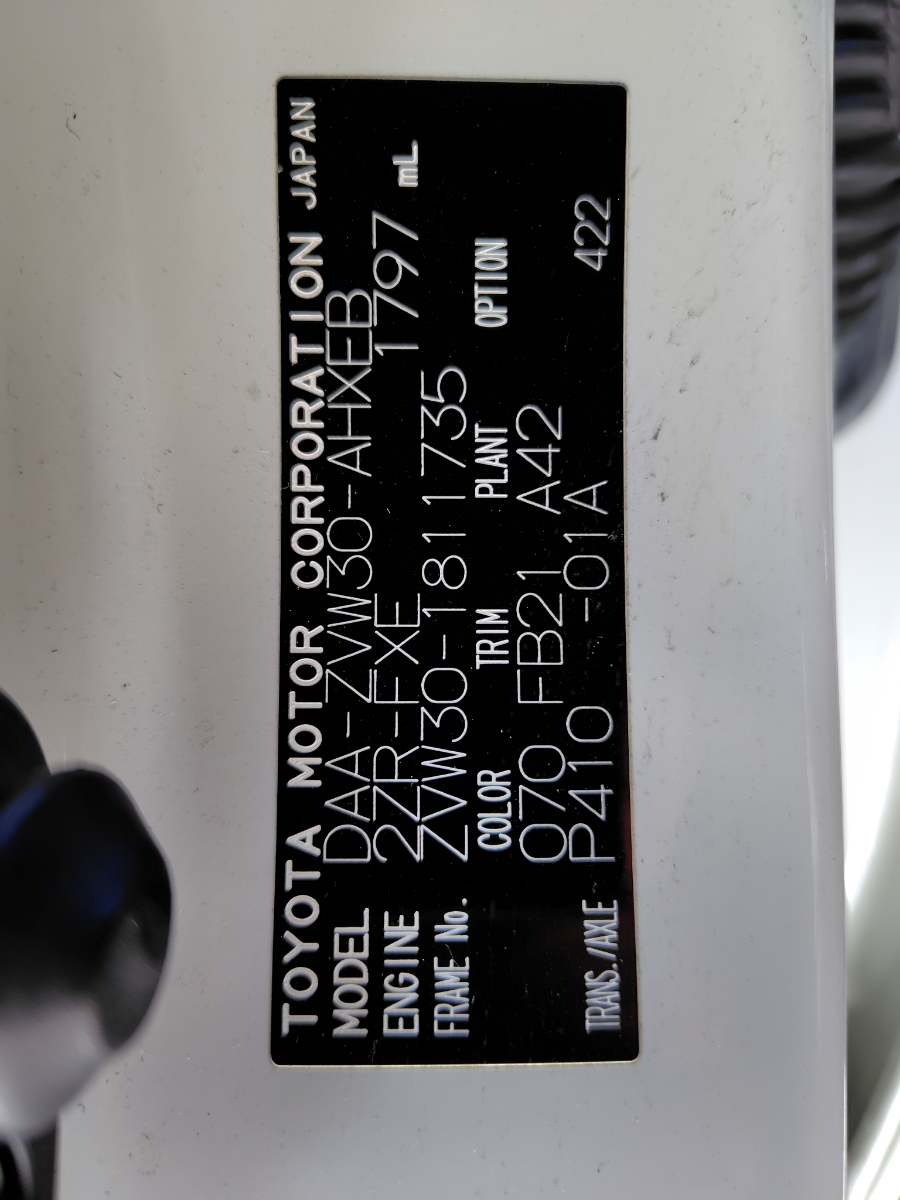 TOYOTA MOTOR CORPORATION JAPAN
MODEL DAA-ZVW30-AHXEB
ENGINE 2ZR-FXE 1797 mL
FRAME No. ZVW30-1811735
COLOR TRIM PLANT OPTION
070 FB21 A42
TRANS./AXLE P410 -01A 422